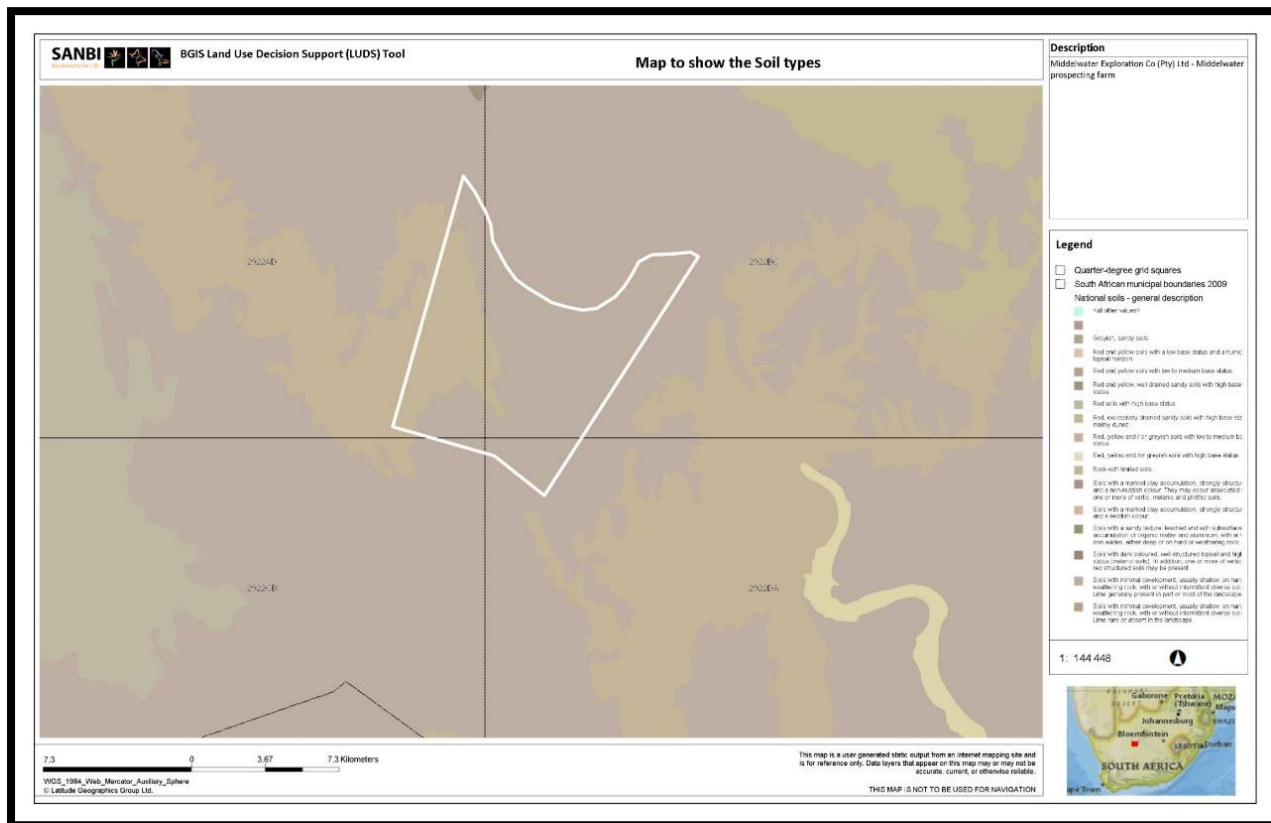 SANBI
Biodiversity for Life
BGIS Land Use Decision Support (LUDS) Tool
Map to show the Soil types
Description
Middelwater Exploration Co (Pty) Ltd - Middelwater
prospecting farm
2922AD
2922BC
2922CB
2922DA
Legend
Quarter-degree grid squares
South African municipal boundaries 2009
National soils - general description
<all other values>
Greyish, sandy soils
Red and yellow soils with a low base status and a humic
topsoil horizon.
Red and yellow soils with low to medium base status.
Red and yellow, well drained sandy soils with high base
status.
Red soils with high base status.
Red, excessively drained sandy soils with high base sta
mainly dunes
Red, yellow and / or greyish soils with low to medium ba
status.
Red, yellow and /or greyish soils with high base status
Rock with limited soils.
Soils with a marked clay accumulation, strongly structu
and a non-reddish colour. They may occur associated
one or more of vertic, melanic and plinthic soils.
Soils with a marked clay accumulation, strongly structu
and a reddish colour.
Soils with a sandy texture, leached and with subsurface
accumulation of organic matter and aluminium, with or
iron oxides, either deep or on hard or weathering rock.
Soils with dark coloured, well structured topsoil and high
status (melanic soils). In addition, one or more of vertic
red structured soils may be present
Soils with minimal development, usually shallow, on hard
weathering rock, with or without intermittent diverse soi
Lime generally present in part or most of the landscape.
Soils with minimal development, usually shallow, on hard
weathering rock, with or without intermittent diverse soi
Lime rare or absent in the landscape.
1: 144 448
Gaborone Pretoria MOZ
DESERT (Tshwane) Mapu
Johannesburg SWAZI
Bloemfontein
LESOTHO Durban
SOUTH AFRICA
ape Town
7.3 0 3.67 7.3 Kilometers
WGS_1984_Web_Mercator_Auxiliary_Sphere
© Latitude Geographics Group Ltd.
This map is a user generated static output from an Internet mapping site and
is for reference only. Data layers that appear on this map may or may not be
accurate, current, or otherwise reliable.
THIS MAP IS NOT TO BE USED FOR NAVIGATION